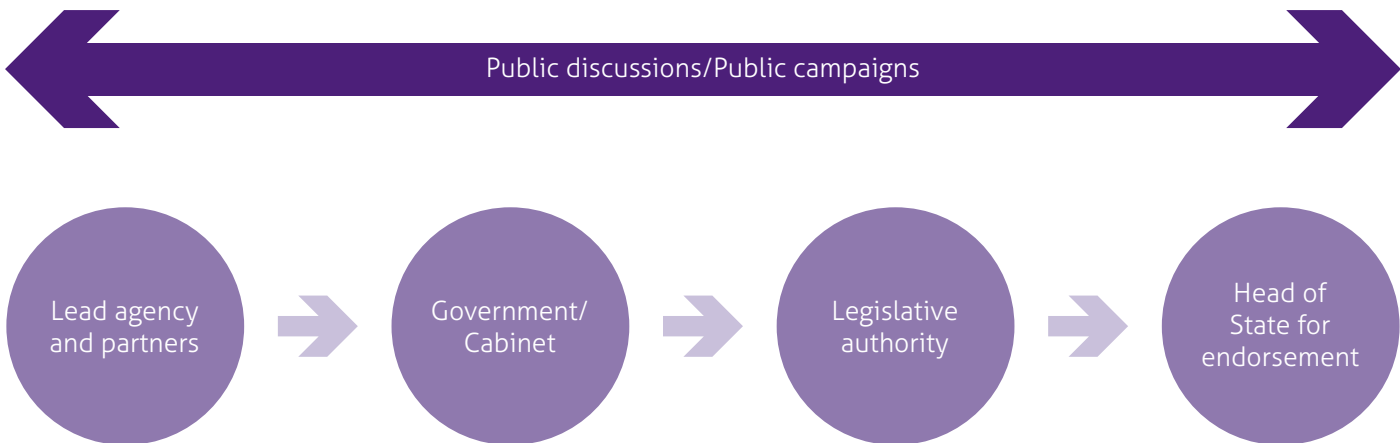 Public discussions/Public campaigns
Lead agency
and partners
Government/
Cabinet
Legislative
authority
Head of
State for
endorsement